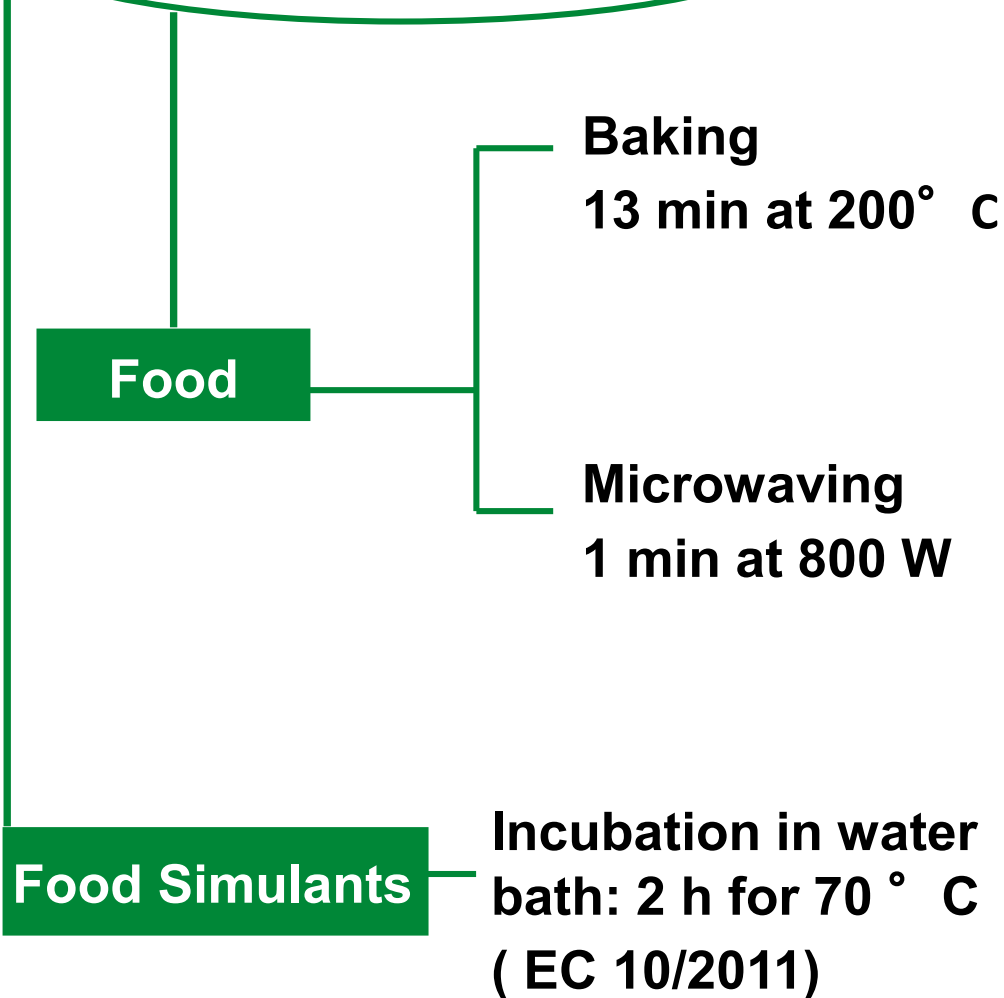 Baking
13 min at 200° C
Food
Microwaving
1 min at 800 W
Food Simulants
Incubation in water
bath: 2 h for 70 ° C
( EC 10/2011)